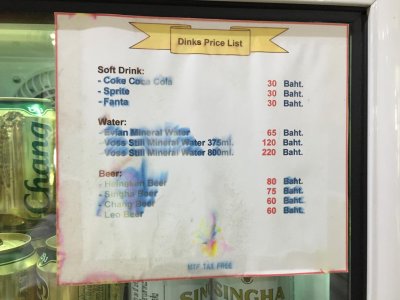 Dinks Price List
Soft Drink:
- Coke Coca Cola 30 Baht.
- Sprite 30 Baht.
- Fanta 30 Baht.
Water:
- Evian Mineral Water 65 Baht.
- Voss Still Mineral Water 375ml. 120 Baht.
- Voss Still Mineral Water 800ml. 220 Baht.
Beer:
- Heineken Beer 80 Baht.
- Singha Beer 75 Baht.
- Chang Beer 60 Baht.
- Leo Beer 60 Baht.
TAX FREE
Chang
SINGHA